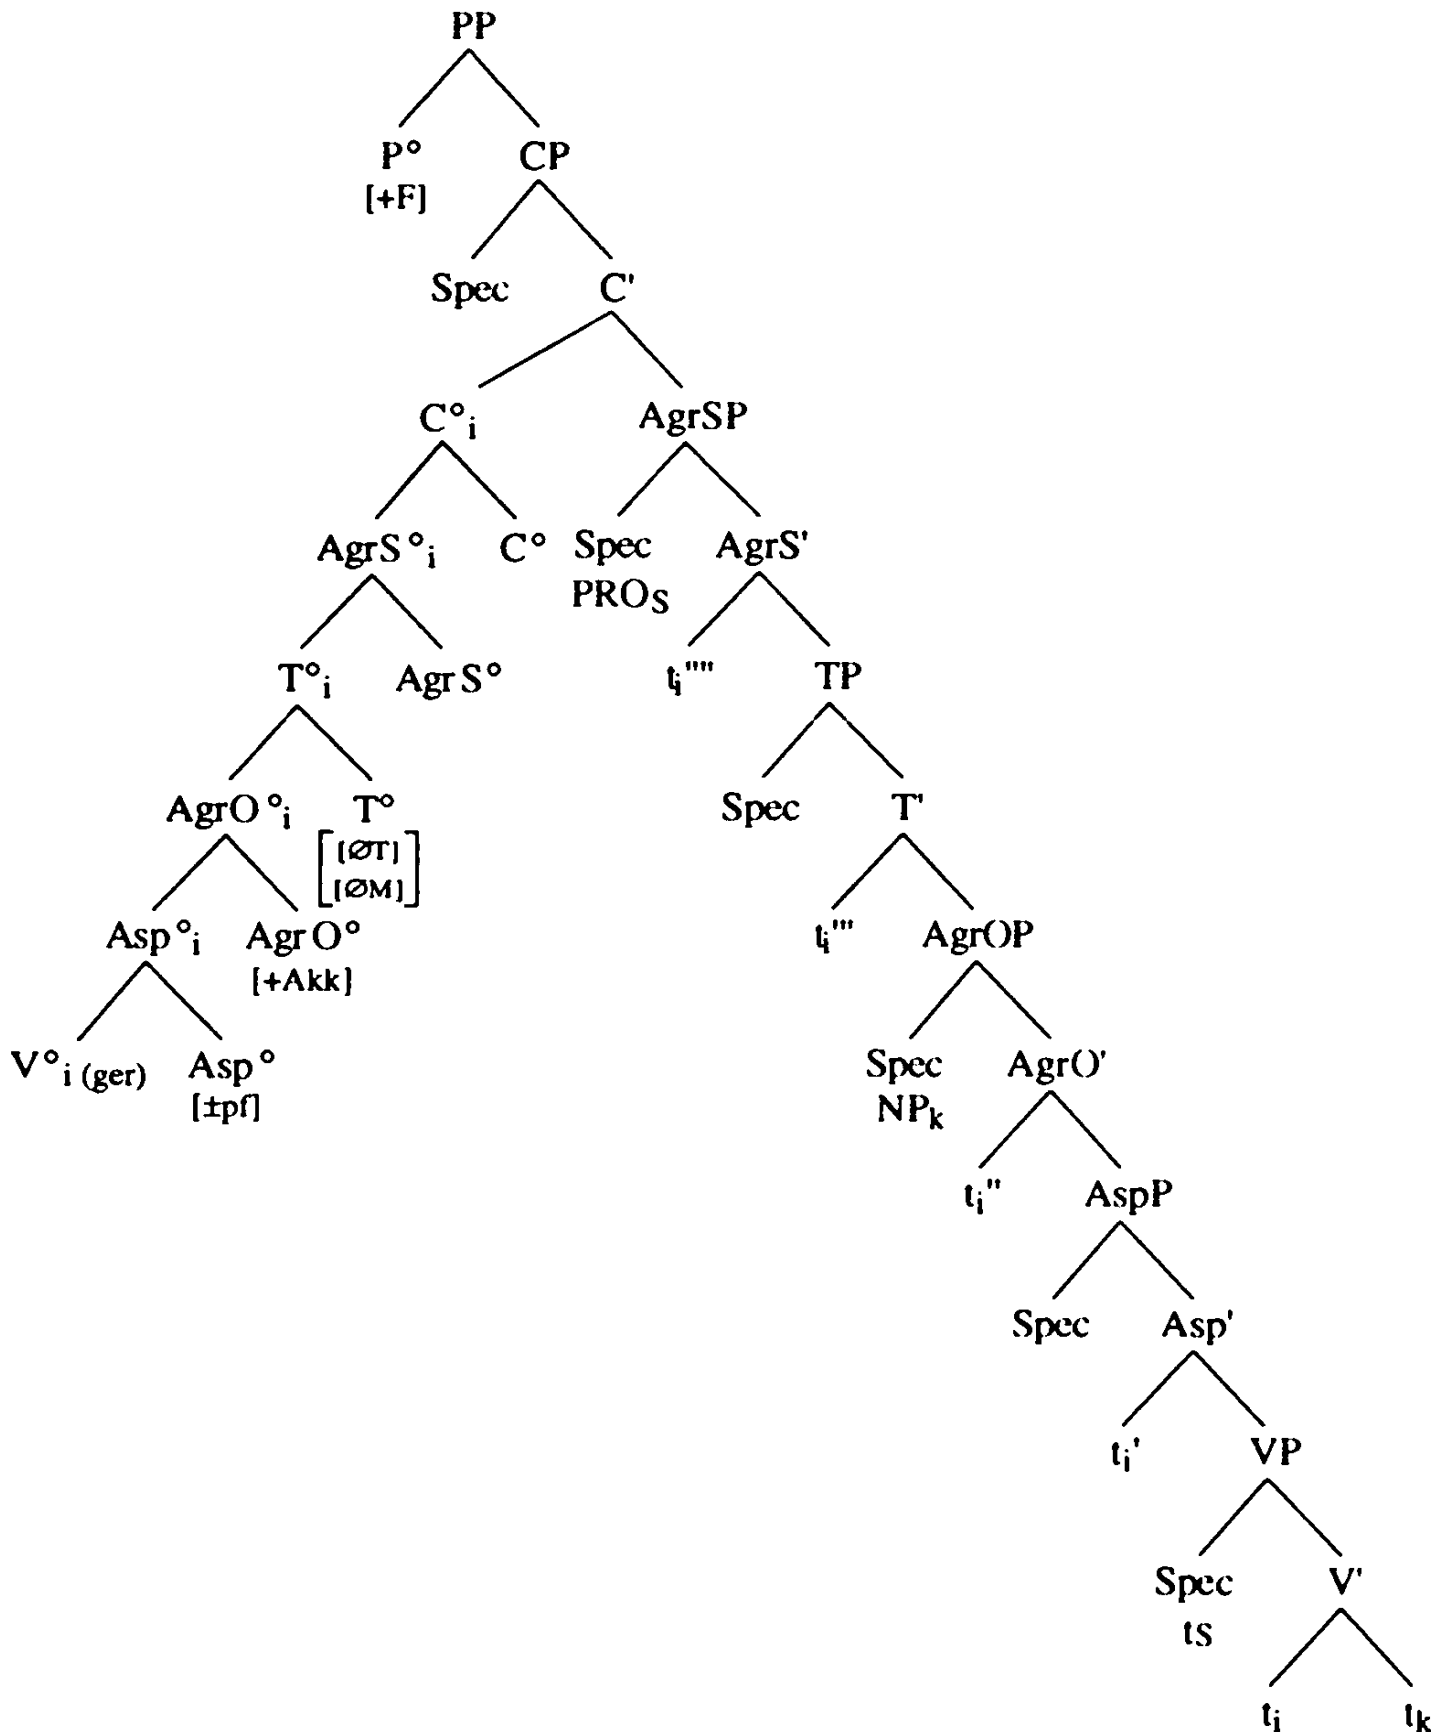 PP
P° CP
[+F]
Spec C'
C°i AgrSP
AgrS°i C° Spec AgrS'
PROS
T°i AgrS° ti'''' TP
AgrO°i T° Spec T'
[ØT]
[ØM]
Asp°i AgrO° ti''' AgrOP
[+Akk]
V°i (ger) Asp° Spec AgrO'
[±pf] NPk
ti'' AspP
Spec Asp'
ti' VP
Spec V'
tS
ti tk